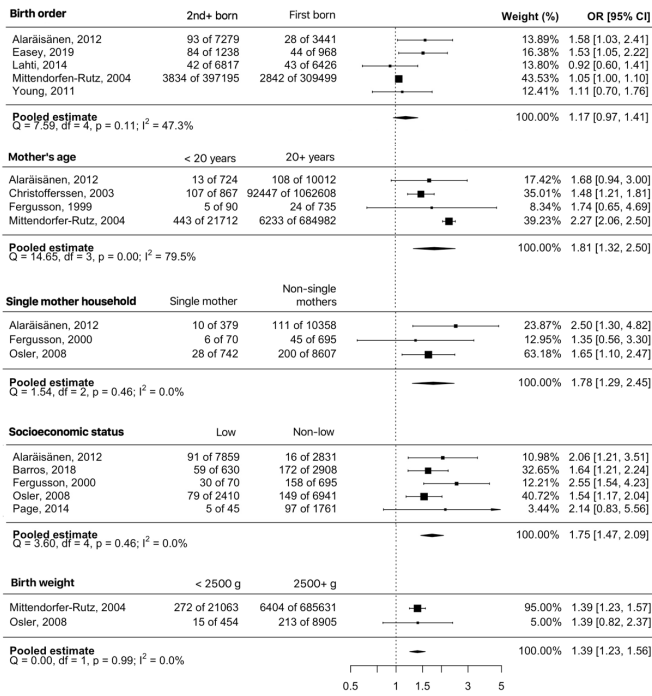 Birth order 2nd+ born First born Weight (%) OR [95% CI]
Alaräisänen, 2012 93 of 7279 28 of 3441 13.89% 1.58 [1.03, 2.41]
Easey, 2019 84 of 1238 44 of 968 16.38% 1.53 [1.05, 2.22]
Lahti, 2014 42 of 6817 43 of 6426 13.80% 0.92 [0.60, 1.41]
Mittendorfen-Rutz, 2004 3834 of 397195 2842 of 309499 43.53% 1.05 [1.00, 1.10]
Young, 2011 12.41% 1.11 [0.70, 1.76]
Pooled estimate 100.00% 1.17 [0.97, 1.41]
Q = 7.59, df = 4, p = 0.11; I² = 47.3%
Mother's age < 20 years 20+ years
Alaräisänen, 2012 13 of 724 108 of 10012 17.42% 1.68 [0.94, 3.00]
Christofferssen, 2003 107 of 867 92447 of 1062608 35.01% 1.48 [1.21, 1.81]
Fergusson, 1999 5 of 90 24 of 735 8.34% 1.74 [0.65, 4.69]
Mittendorfer-Rutz, 2004 443 of 21712 6233 of 684982 39.23% 2.27 [2.06, 2.50]
Pooled estimate 100.00% 1.81 [1.32, 2.50]
Q = 14.65, df = 3, p = 0.00; I² = 79.5%
Non-single
Single mother household Single mother mothers
Alaräisänen, 2012 10 of 379 111 of 10358 23.87% 2.50 [1.30, 4.82]
Fergusson, 2000 6 of 70 45 of 695 12.95% 1.35 [0.56, 3.30]
Osler, 2008 28 of 742 200 of 8607 63.18% 1.65 [1.10, 2.47]
Pooled estimate 100.00% 1.78 [1.29, 2.45]
Q = 1.54, df = 2, p = 0.46; I² = 0.0%
Socioeconomic status Low Non-low
Alaräisänen, 2012 91 of 7859 16 of 2831 10.98% 2.06 [1.21, 3.51]
Barros, 2018 59 of 630 172 of 2908 32.65% 1.64 [1.21, 2.24]
Fergusson, 2000 30 of 70 158 of 695 12.21% 2.55 [1.54, 4.23]
Osler, 2008 79 of 2410 149 of 6941 40.72% 1.54 [1.17, 2.04]
Page, 2014 5 of 45 97 of 1761 3.44% 2.14 [0.83, 5.56]
Pooled estimate 100.00% 1.75 [1.47, 2.09]
Q = 3.60, df = 4, p = 0.46; I² = 0.0%
Birth weight < 2500 g 2500+ g
Mittendorfer-Rutz, 2004 272 of 21063 6404 of 685631 95.00% 1.39 [1.23, 1.57]
Osler, 2008 15 of 454 213 of 8905 5.00% 1.39 [0.82, 2.37]
Pooled estimate 100.00% 1.39 [1.23, 1.56]
Q = 0.00, df = 1, p = 0.99; I² = 0.0%
0.5 1 1.5 3 5